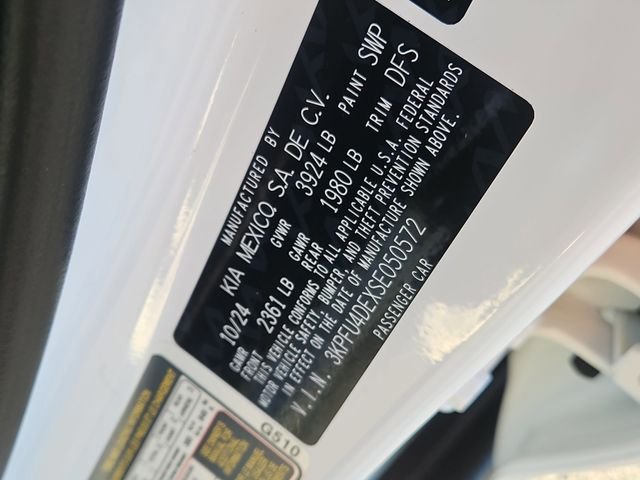 MANUFACTURED BY
KIA MEXICO, S.A. DE C.V.
10/24 GVWR 3924 LB PAINT SWP
GAWR FRONT 2361 LB GAWR REAR 1980 LB TRIM DFS
THIS VEHICLE CONFORMS TO ALL APPLICABLE U.S.A. FEDERAL
MOTOR VEHICLE SAFETY, BUMPER, AND THEFT PREVENTION STANDARDS
IN EFFECT ON THE DATE OF MANUFACTURE SHOWN ABOVE.
V.I.N. 3KPFU4DEXSE050572
PASSENGER CAR
G510